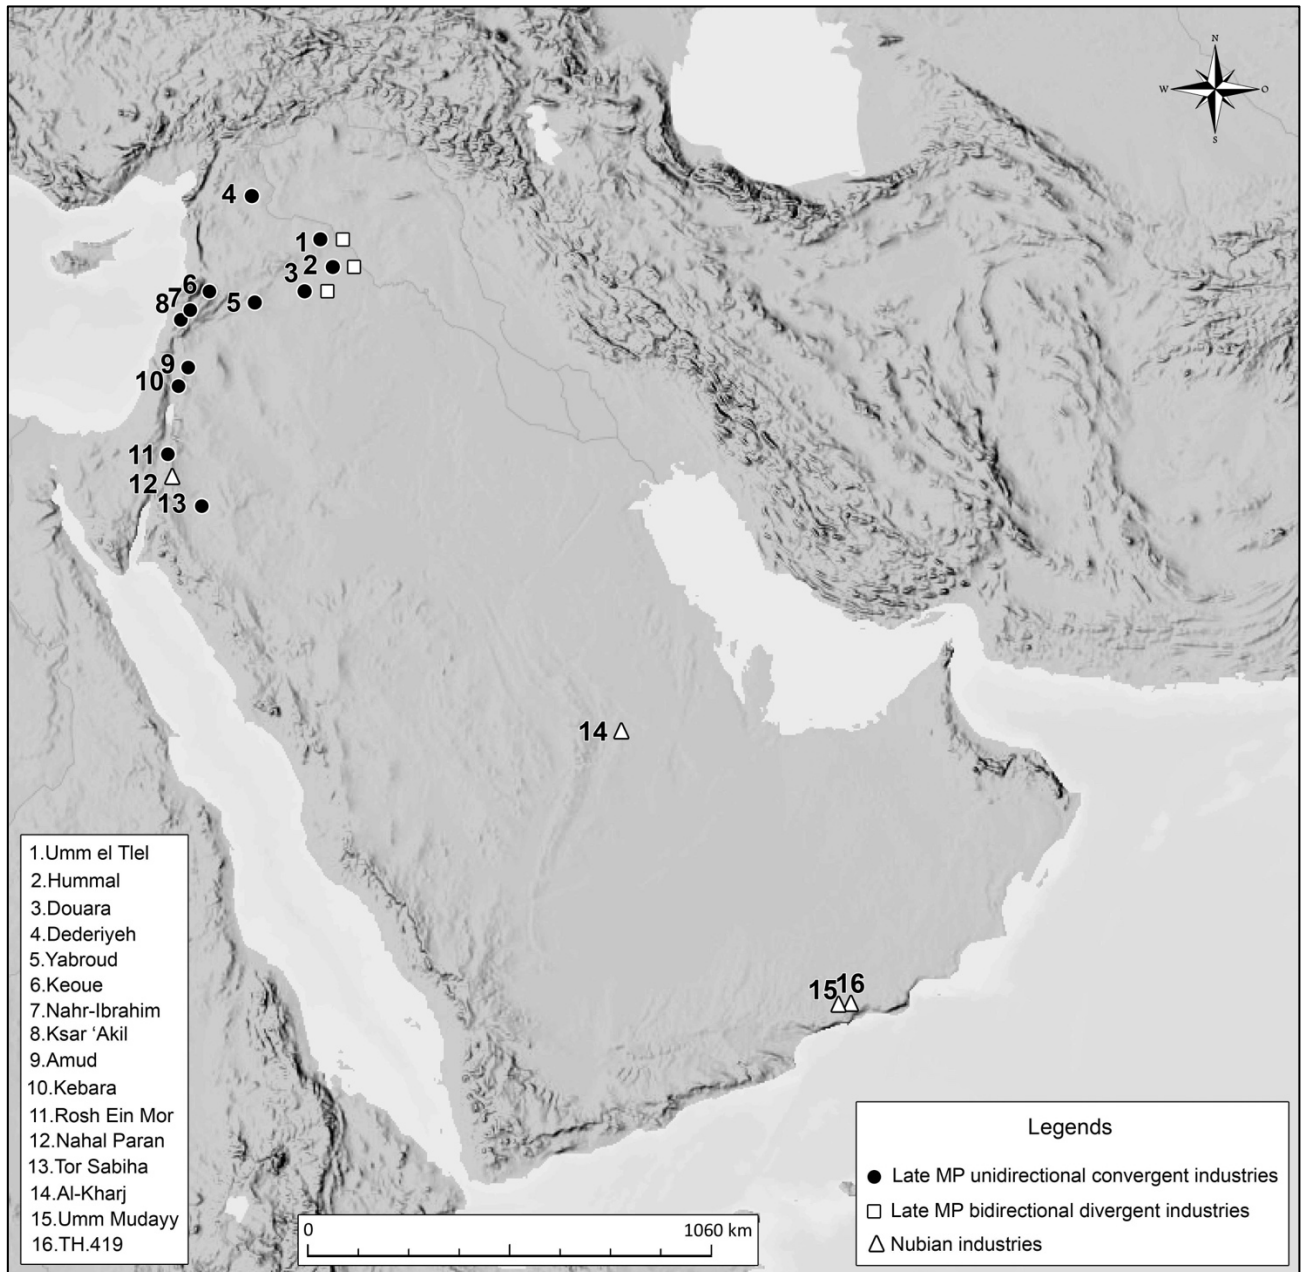 N
W O
S
4
1
2
3
6
7
5
8
9
10
11
12
13
14
15 16
1.Umm el Tlel
2.Hummal
3.Douara
4.Dederiyeh
5.Yabroud
6.Keoue
7.Nahr-Ibrahim
8.Ksar ‘Akil
9.Amud
10.Kebara
11.Rosh Ein Mor
12.Nahal Paran
13.Tor Sabiha
14.Al-Kharj
15.Umm Mudayy
16.TH.419
0 1060 km
Legends
Late MP unidirectional convergent industries
Late MP bidirectional divergent industries
Nubian industries